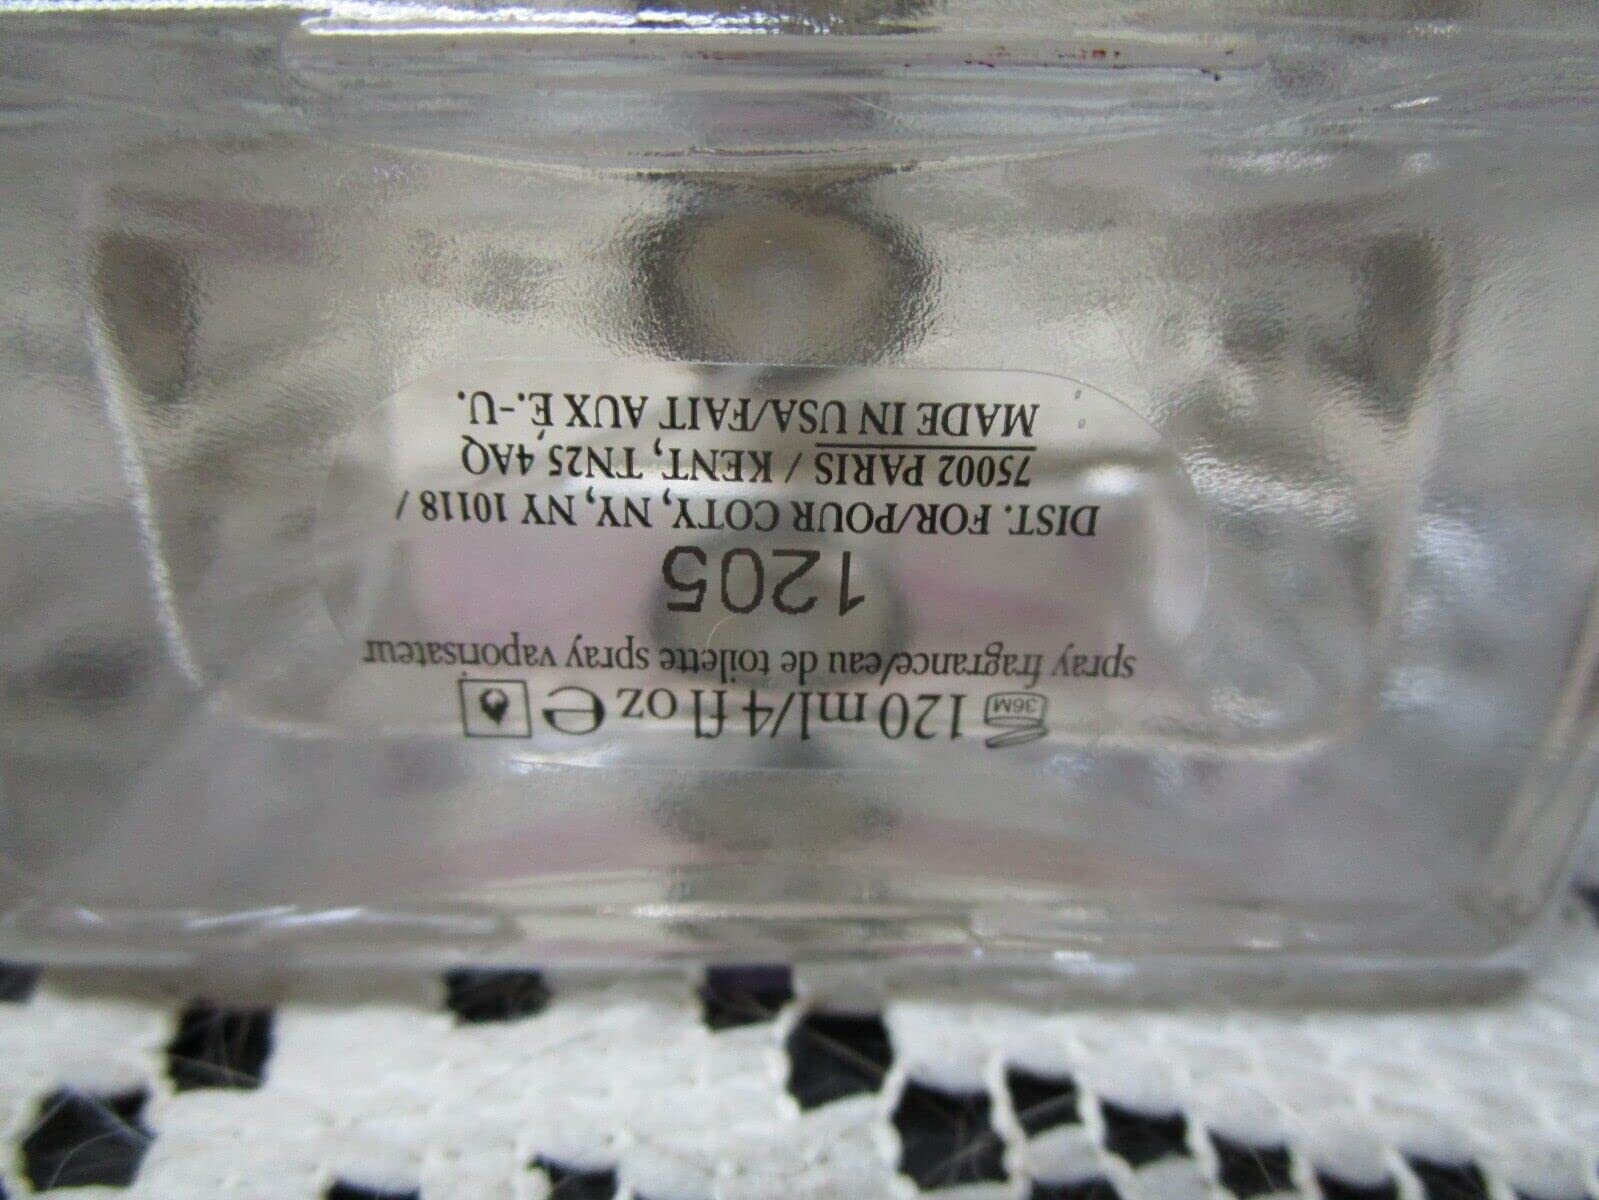 36M 120 ml/4 fl oz ℮
spray fragrance/eau de toilette spray vaporisateur
1205
DIST. FOR/POUR COTY, NY, NY 10118 /
75002 PARIS / KENT, TN25 4AQ
MADE IN USA/FAIT AUX É.-U.